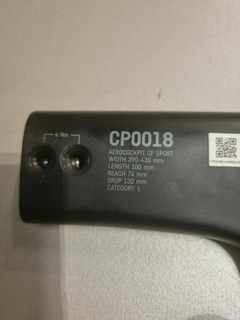 6 Nm
CP0018
AEROCOCKPIT CF SPORT
WIDTH 390-430 mm
LENGTH 100 mm
REACH 74 mm
DROP 130 mm
CATEGORY 1